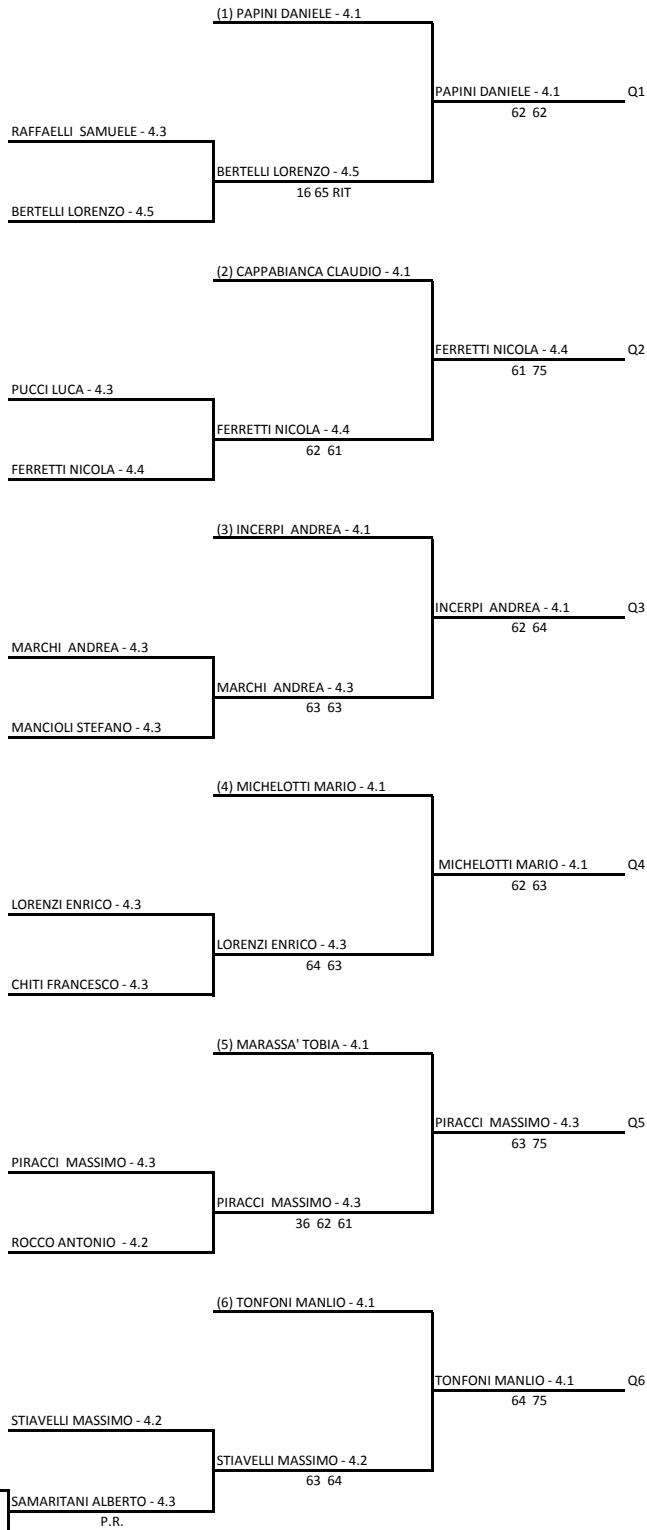 (1) PAPINI DANIELE - 4.1
PAPINI DANIELE - 4.1 Q1
62 62
RAFFAELLI SAMUELE - 4.3
BERTELLI LORENZO - 4.5
16 65 RIT
BERTELLI LORENZO - 4.5
(2) CAPPABIANCA CLAUDIO - 4.1
FERRETTI NICOLA - 4.4 Q2
61 75
PUCCI LUCA - 4.3
FERRETTI NICOLA - 4.4
62 61
FERRETTI NICOLA - 4.4
(3) INCERPI ANDREA - 4.1
INCERPI ANDREA - 4.1 Q3
62 64
MARCHI ANDREA - 4.3
MARCHI ANDREA - 4.3
63 63
MANCIOLI STEFANO - 4.3
(4) MICHELOTTI MARIO - 4.1
MICHELOTTI MARIO - 4.1 Q4
62 63
LORENZI ENRICO - 4.3
LORENZI ENRICO - 4.3
64 63
CHITI FRANCESCO - 4.3
(5) MARASSA' TOBIA - 4.1
PIRACCI MASSIMO - 4.3 Q5
63 75
PIRACCI MASSIMO - 4.3
PIRACCI MASSIMO - 4.3
36 62 61
ROCCO ANTONIO - 4.2
(6) TONFONI MANLIO - 4.1
TONFONI MANLIO - 4.1 Q6
64 75
STIAVELLI MASSIMO - 4.2
STIAVELLI MASSIMO - 4.2
63 64
SAMARITANI ALBERTO - 4.3
P.R.